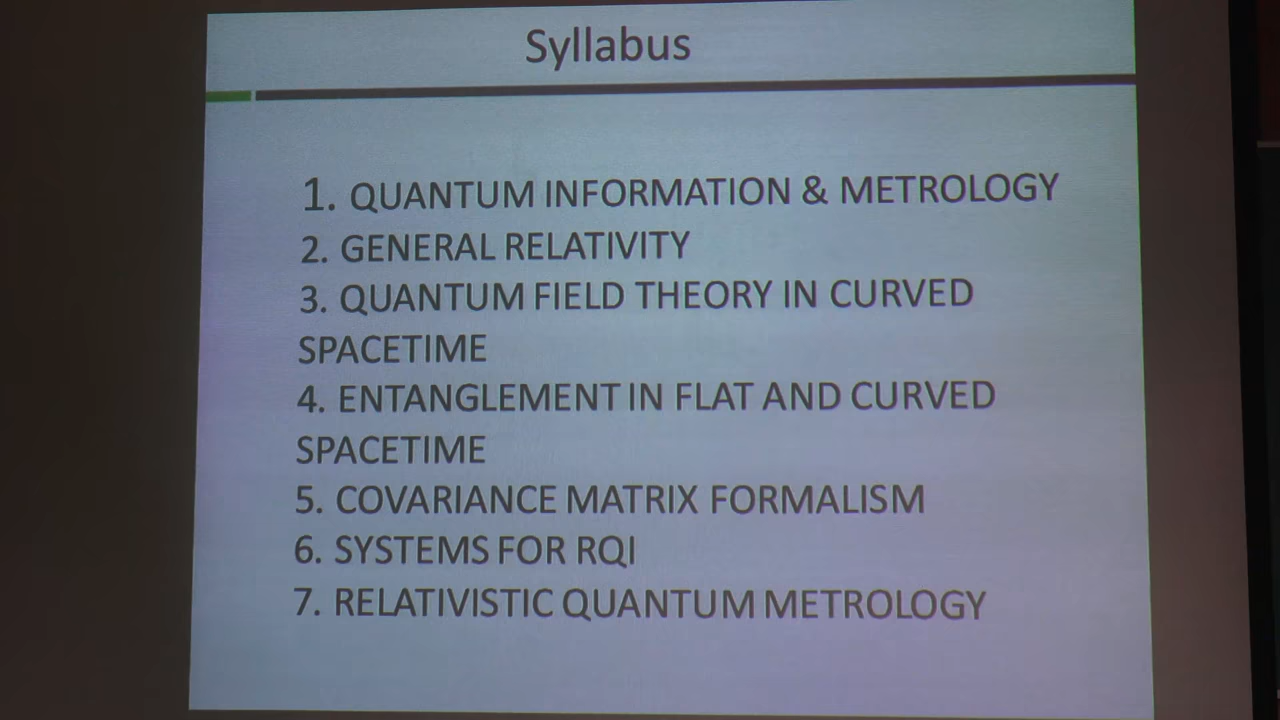 Syllabus
1. QUANTUM INFORMATION & METROLOGY
2. GENERAL RELATIVITY
3. QUANTUM FIELD THEORY IN CURVED
SPACETIME
4. ENTANGLEMENT IN FLAT AND CURVED
SPACETIME
5. COVARIANCE MATRIX FORMALISM
6. SYSTEMS FOR RQI
7. RELATIVISTIC QUANTUM METROLOGY